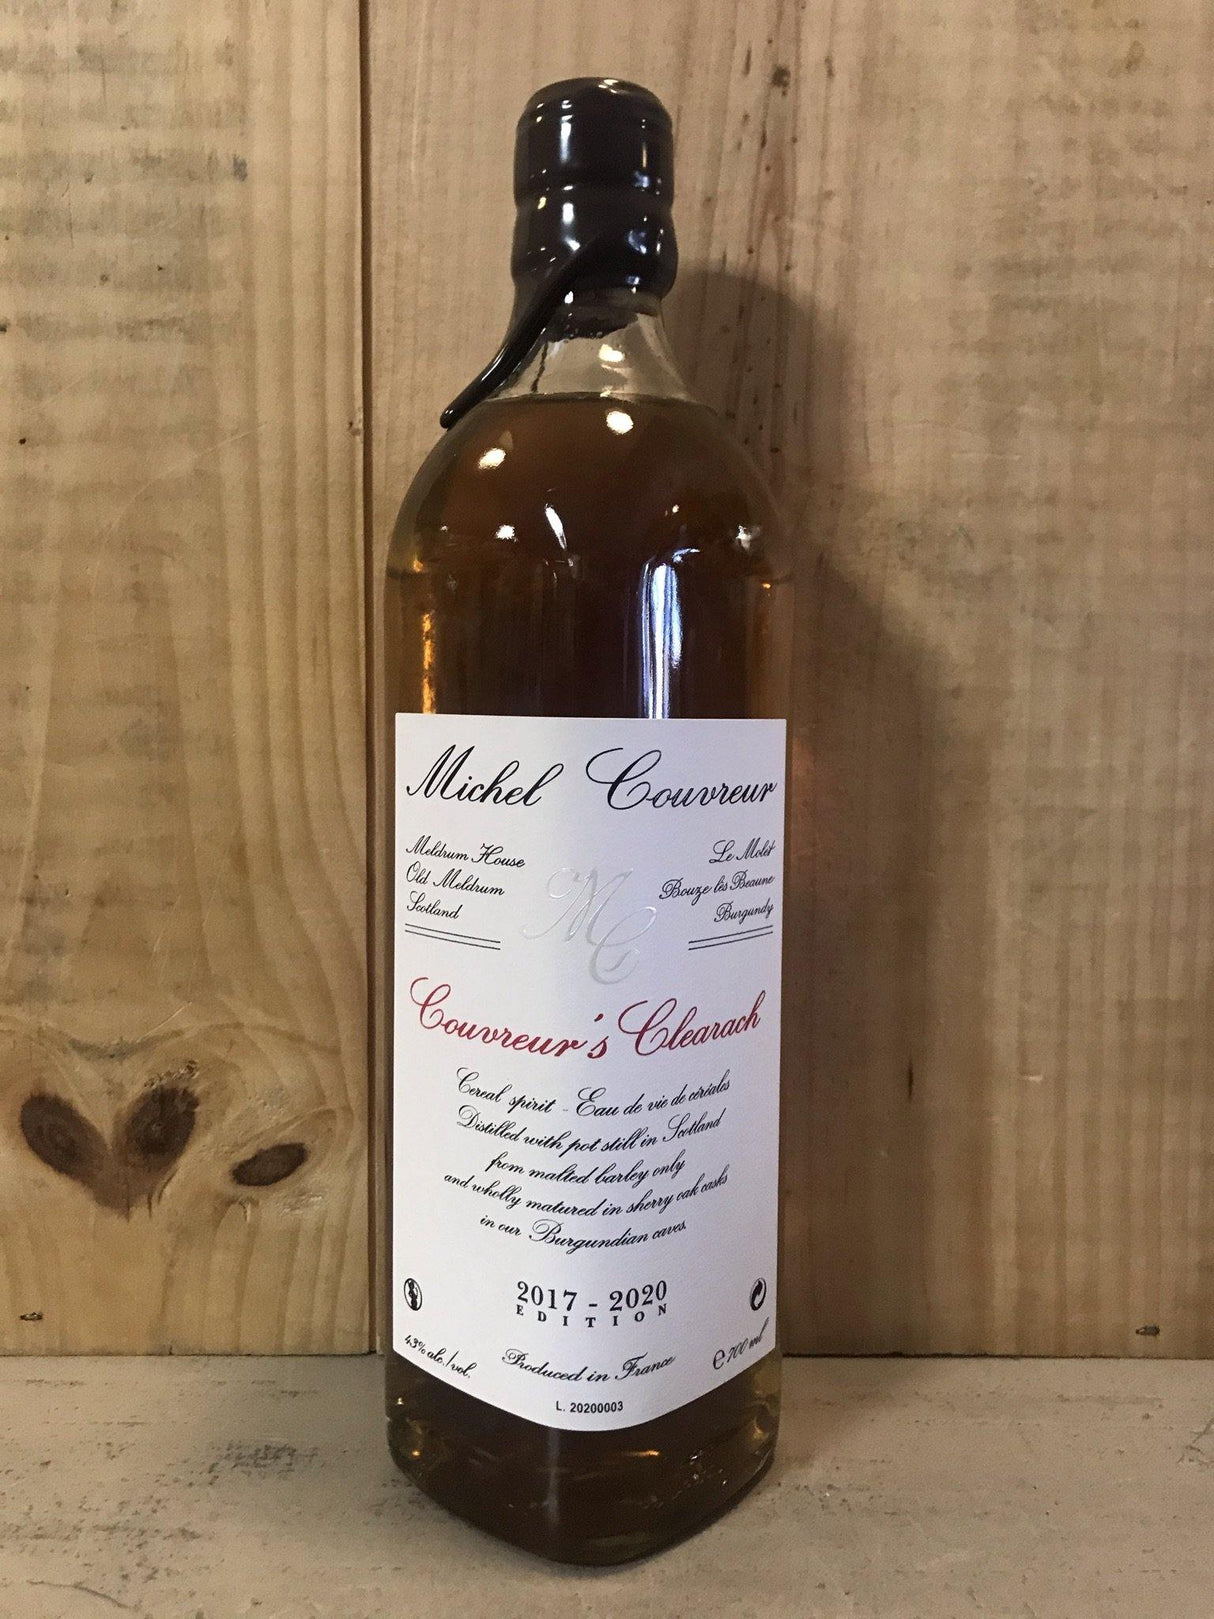 Michel Couvreur
Meldrum House
Old Meldrum
Scotland
Le Molêt
Bouze lès Beaune
Burgundy
MC
Couvreur's Clearach
Cereal spirit - Eau de vie de céréales
Distilled with pot still in Scotland
from malted barley only
and wholly matured in sherry oak casks
in our Burgundian caves.
2017 - 2020
EDITION
43% alc./vol.
Produced in France
e 700 ml
L. 20200003